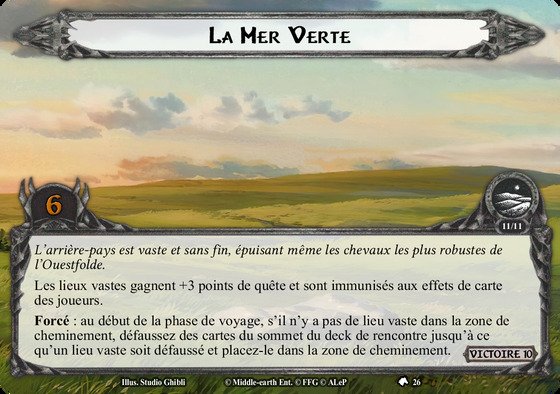 La Mer Verte
6
11/11
L'arrière-pays est vaste et sans fin, épuisant même les chevaux les plus robustes de
l'Ouestfolde.
Les lieux vastes gagnent +3 points de quête et sont immunisés aux effets de carte
des joueurs.
Forcé : au début de la phase de voyage, s'il n'y a pas de lieu vaste dans la zone de
cheminement, défaussez des cartes du sommet du deck de rencontre jusqu'à ce
qu'un lieu vaste soit défaussé et placez-le dans la zone de cheminement.
VICTOIRE 10
Illus. Studio Ghibli © Middle-earth Ent. © FFG © ALeP 26